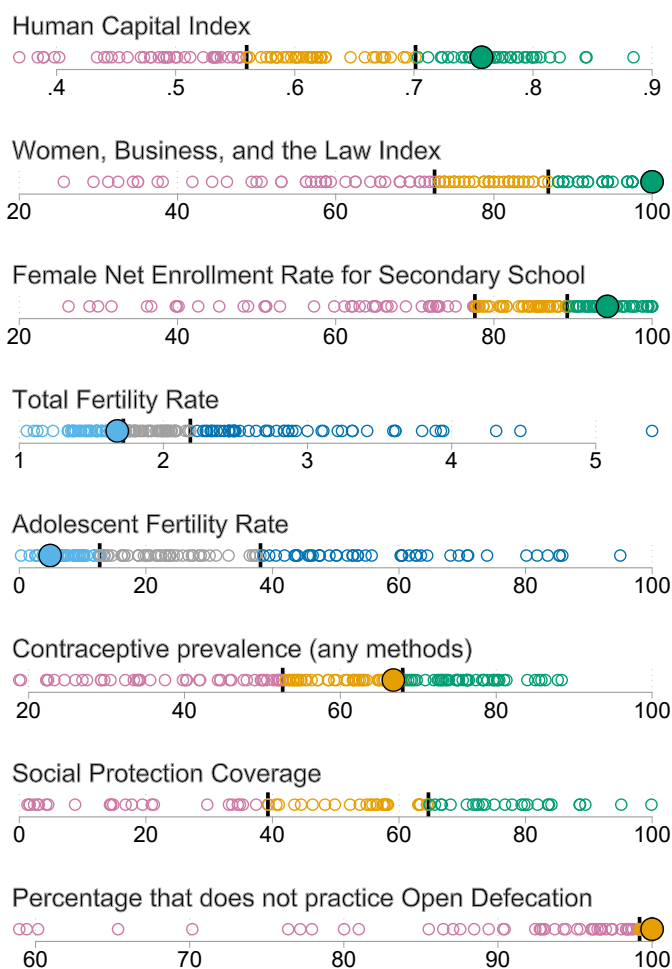 Human Capital Index
.4 .5 .6 .7 .8 .9
Women, Business, and the Law Index
20 40 60 80 100
Female Net Enrollment Rate for Secondary School
20 40 60 80 100
Total Fertility Rate
1 2 3 4 5
Adolescent Fertility Rate
0 20 40 60 80 100
Contraceptive prevalence (any methods)
20 40 60 80 100
Social Protection Coverage
0 20 40 60 80 100
Percentage that does not practice Open Defecation
60 70 80 90 100